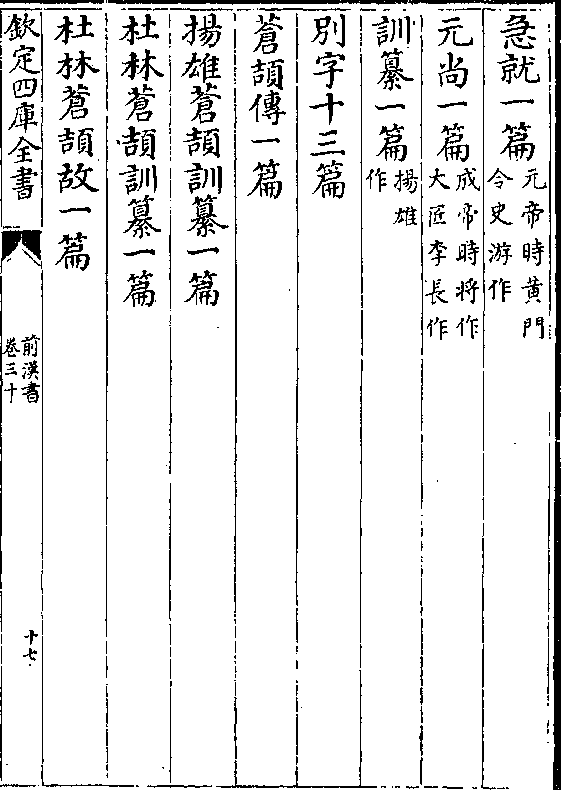 急就一篇元帝時黃門令史游作
元尚一篇成帝時將作大匠李長作
訓纂一篇揚雄作
別字十三篇
蒼頡傳一篇
揚雄蒼頡訓纂一篇
杜林蒼頡訓纂一篇
杜林蒼頡故一篇
欽定四庫全書
前漢書
卷三十
十七